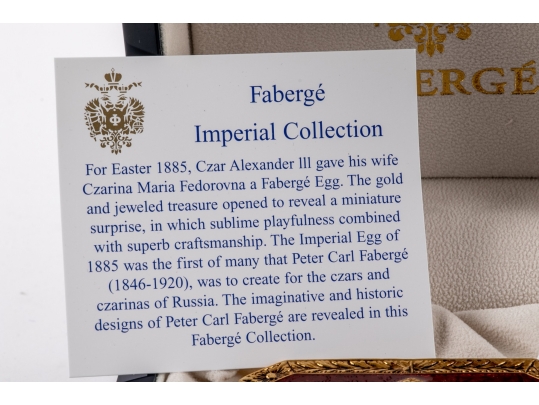 Fabergé
Imperial Collection
For Easter 1885, Czar Alexander lll gave his wife
Czarina Maria Fedorovna a Fabergé Egg. The gold
and jeweled treasure opened to reveal a miniature
surprise, in which sublime playfulness combined
with superb craftsmanship. The Imperial Egg of
1885 was the first of many that Peter Carl Fabergé
(1846-1920), was to create for the czars and
czarinas of Russia. The imaginative and historic
designs of Peter Carl Fabergé are revealed in this
Fabergé Collection.
ERGÉ